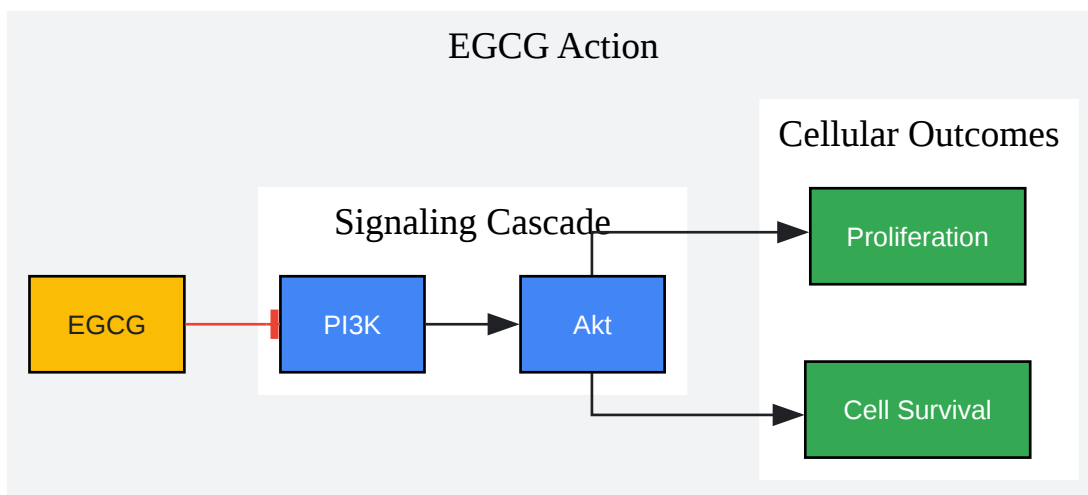 EGCG Action
Cellular Outcomes
Signaling Cascade
Proliferation
EGCG
PI3K
Akt
Cell Survival